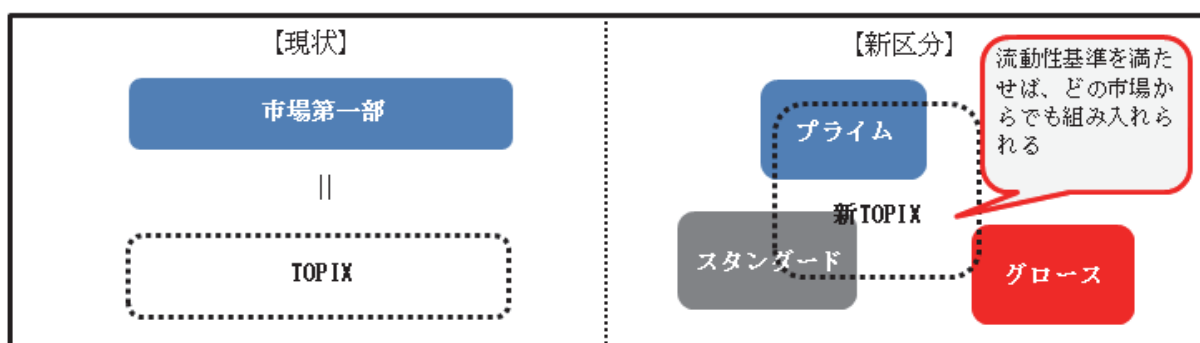 【現状】
市場第一部
||
TOPIX
【新区分】
プライム
新TOPIX
スタンダード
グロース
流動性基準を満た
せば、どの市場か
らでも組み入れら
れる